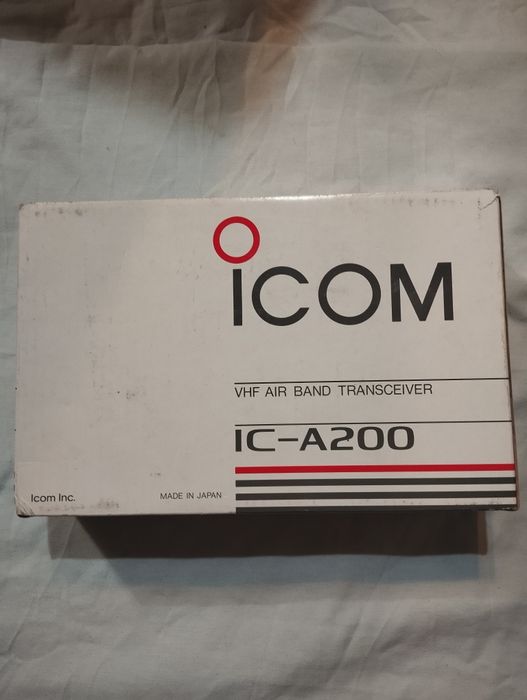 ICOM
VHF AIR BAND TRANSCEIVER
IC-A200
Icom Inc.
MADE IN JAPAN